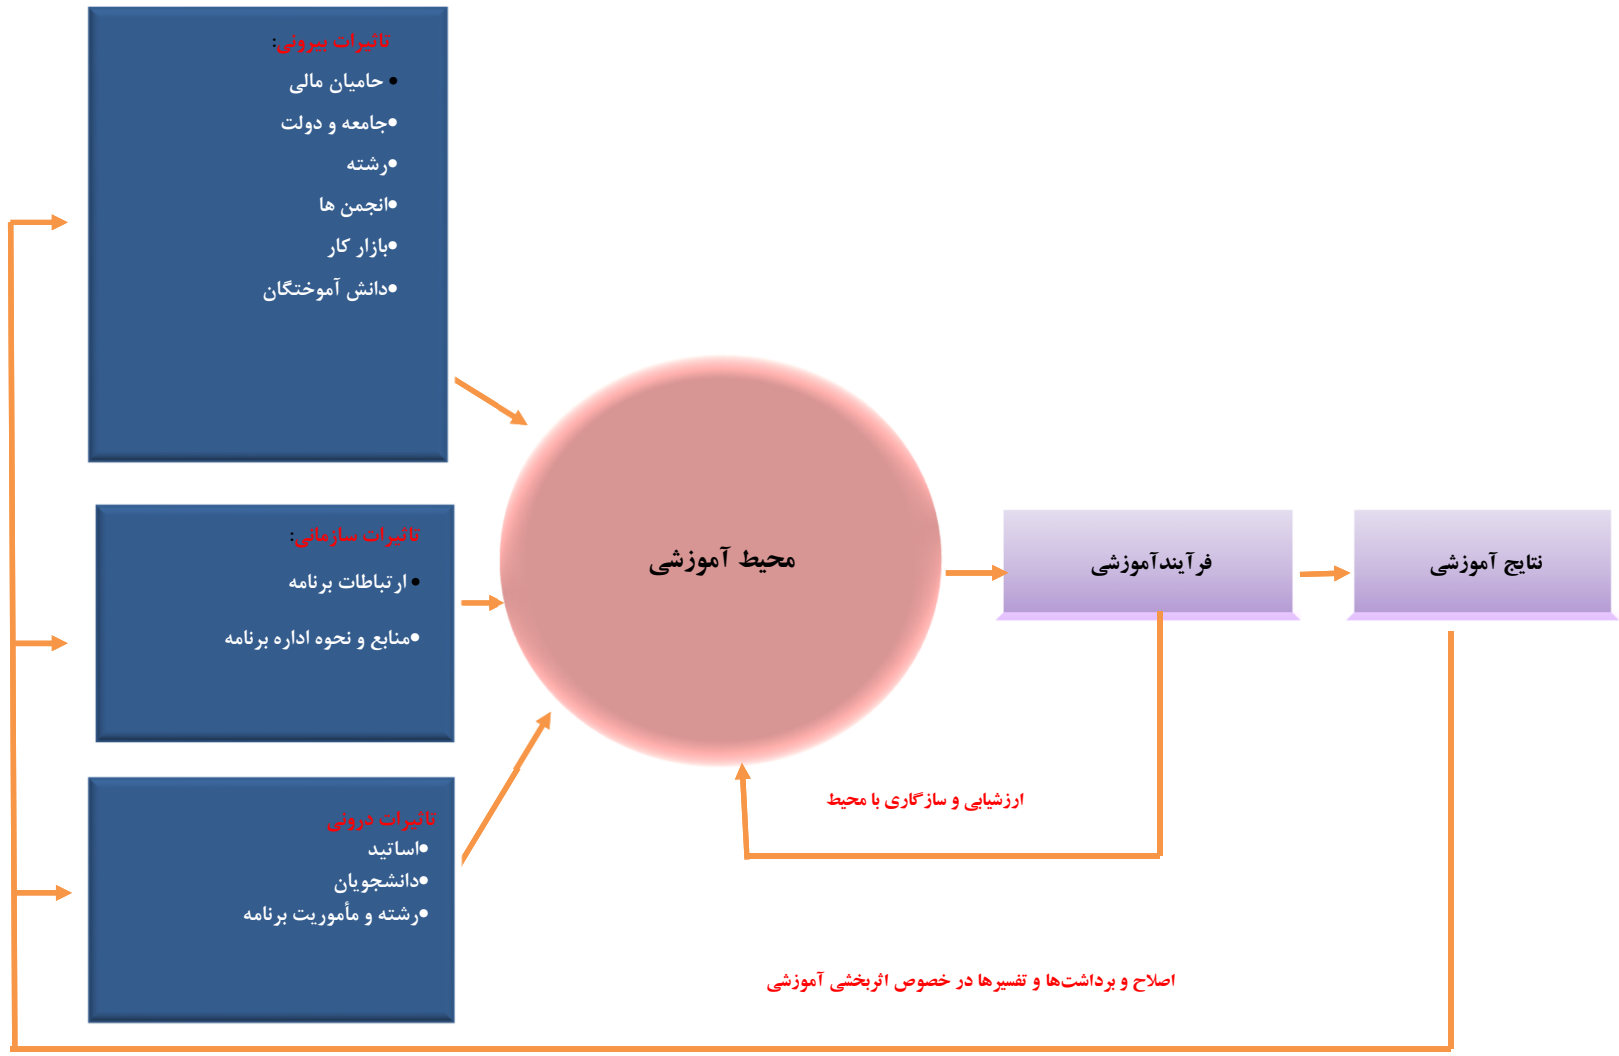 تاثیرات بیرونی:
• حامیان مالی
•جامعه و دولت
•رشته
•انجمن ها
•بازار کار
•دانش آموختگان
تاثیرات سازمانی:
• ارتباطات برنامه
•منابع و نحوه اداره برنامه
تاثیرات درونی
•اساتید
•دانشجویان
•رشته و مأموریت برنامه
محیط آموزشی
فرآیندآموزشی
نتایج آموزشی
ارزشیابی و سازگاری با محیط
اصلاح و برداشت‌ها و تفسیرها در خصوص اثربخشی آموزشی